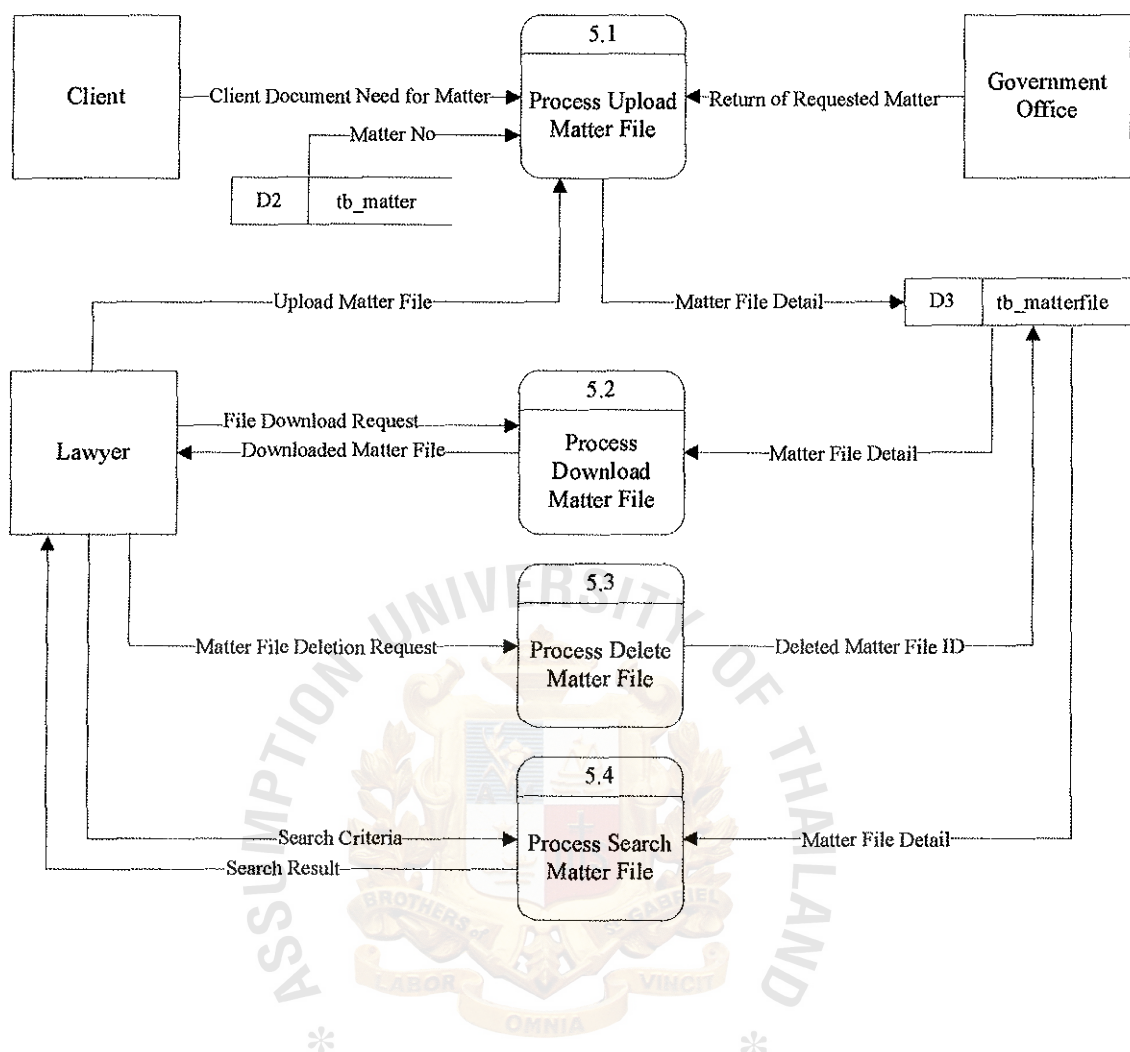 5.1
Client
Client Document Need for Matter
Process Upload
Matter File
Return of Requested Matter
Government
Office
Matter No
D2
tb_matter
Upload Matter File
Matter File Detail
D3
tb_matterfile
5.2
Lawyer
File Download Request
Downloaded Matter File
Process
Download
Matter File
Matter File Detail
5.3
Matter File Deletion Request
Process Delete
Matter File
Deleted Matter File ID
5.4
Search Criteria
Search Result
Process Search
Matter File
Matter File Detail
ASSUMPTION UNIVERSITY OF THAILAND
BROTHERS of
St GABRIEL
LABOR
OMNIA
VINCIT